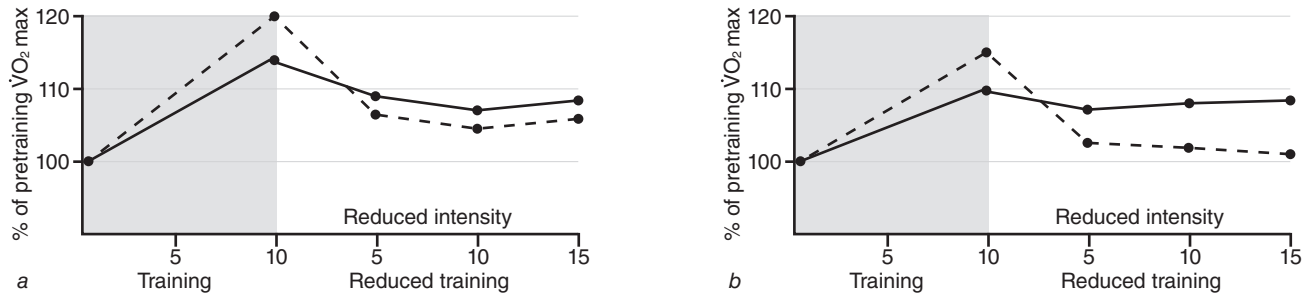 % of pretraining V̇O₂ max
120
110
100
Reduced intensity
5 10 5 10 15
Training Reduced training
a
% of pretraining V̇O₂ max
120
110
100
Reduced intensity
5 10 5 10 15
Training Reduced training
b